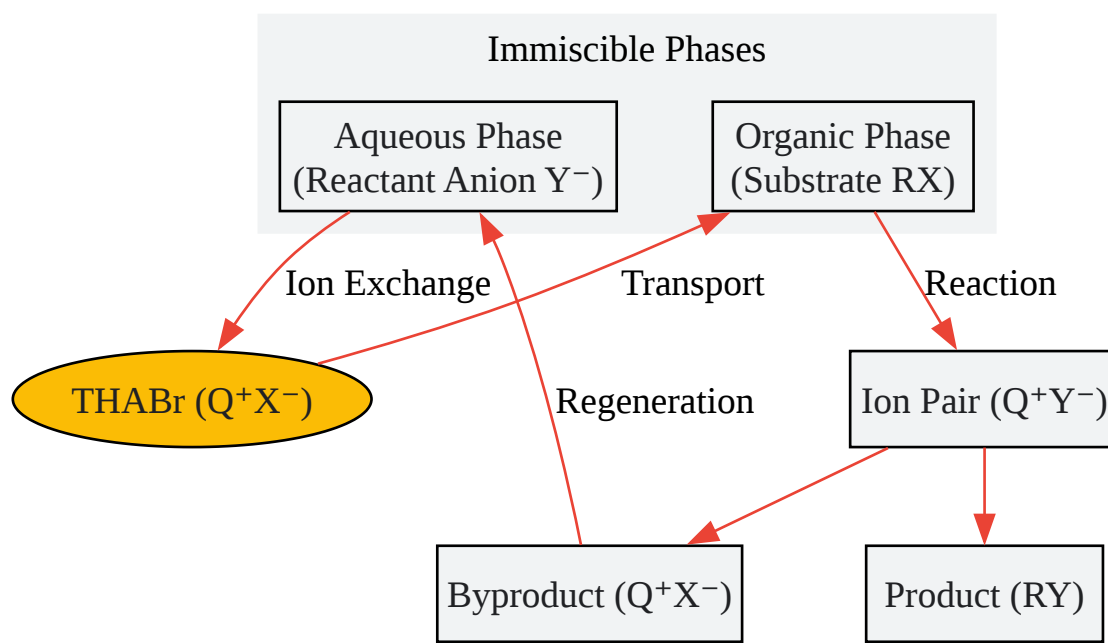 Immiscible Phases
Aqueous Phase
(Reactant Anion Y⁻)
Organic Phase
(Substrate RX)
Ion Exchange
Transport
Reaction
THABr (Q⁺X⁻)
Regeneration
Ion Pair (Q⁺Y⁻)
Byproduct (Q⁺X⁻)
Product (RY)